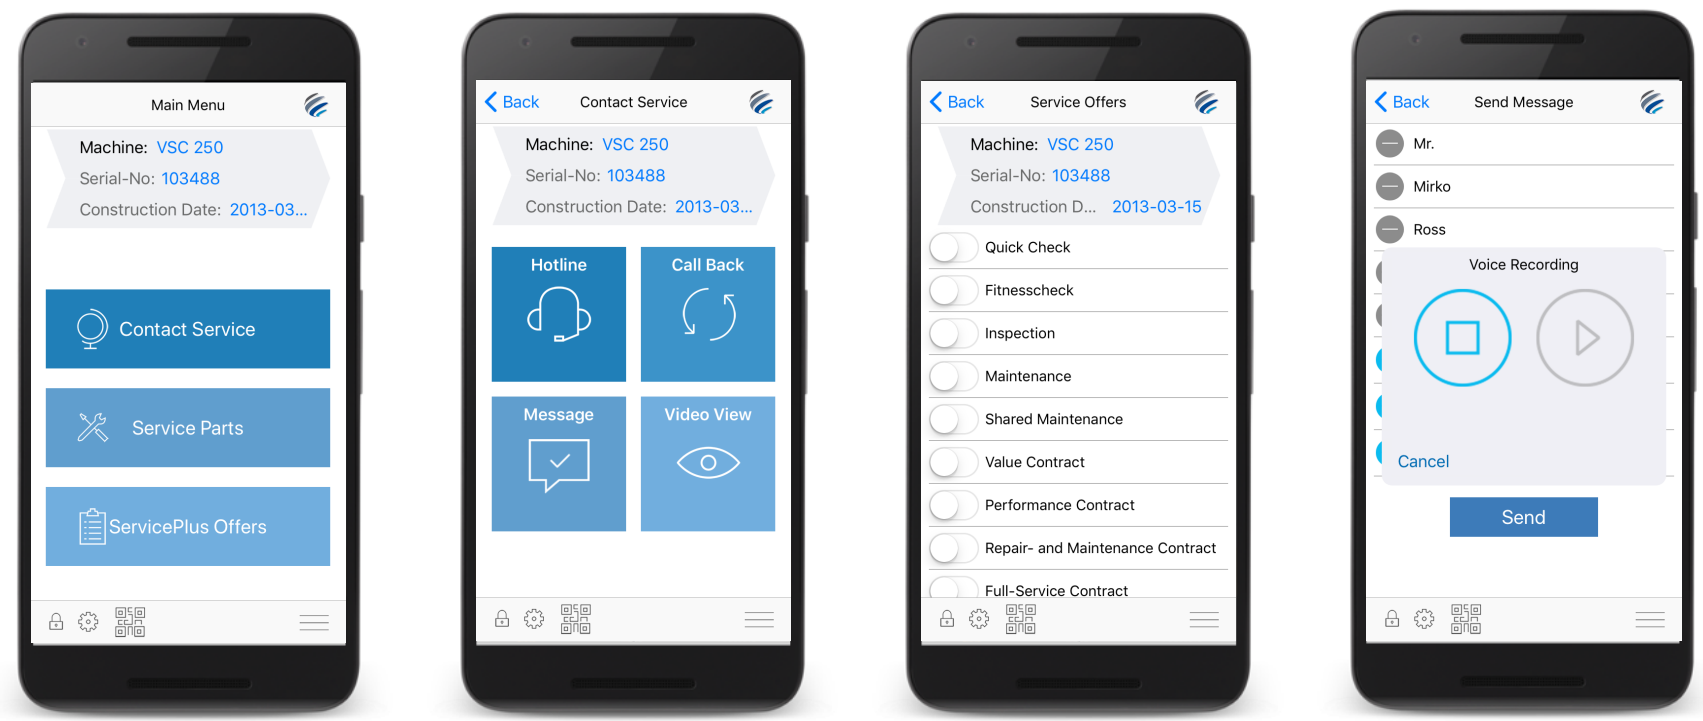 Main Menu
Machine: VSC 250
Serial-No: 103488
Construction Date: 2013-03...
Contact Service
Service Parts
ServicePlus Offers
Back
Contact Service
Machine: VSC 250
Serial-No: 103488
Construction Date: 2013-03...
Hotline
Call Back
Message
Video View
Back
Service Offers
Machine: VSC 250
Serial-No: 103488
Construction D... 2013-03-15
Quick Check
Fitnesscheck
Inspection
Maintenance
Shared Maintenance
Value Contract
Performance Contract
Repair- and Maintenance Contract
Full-Service Contract
Back
Send Message
Mr.
Mirko
Ross
Voice Recording
Cancel
Send